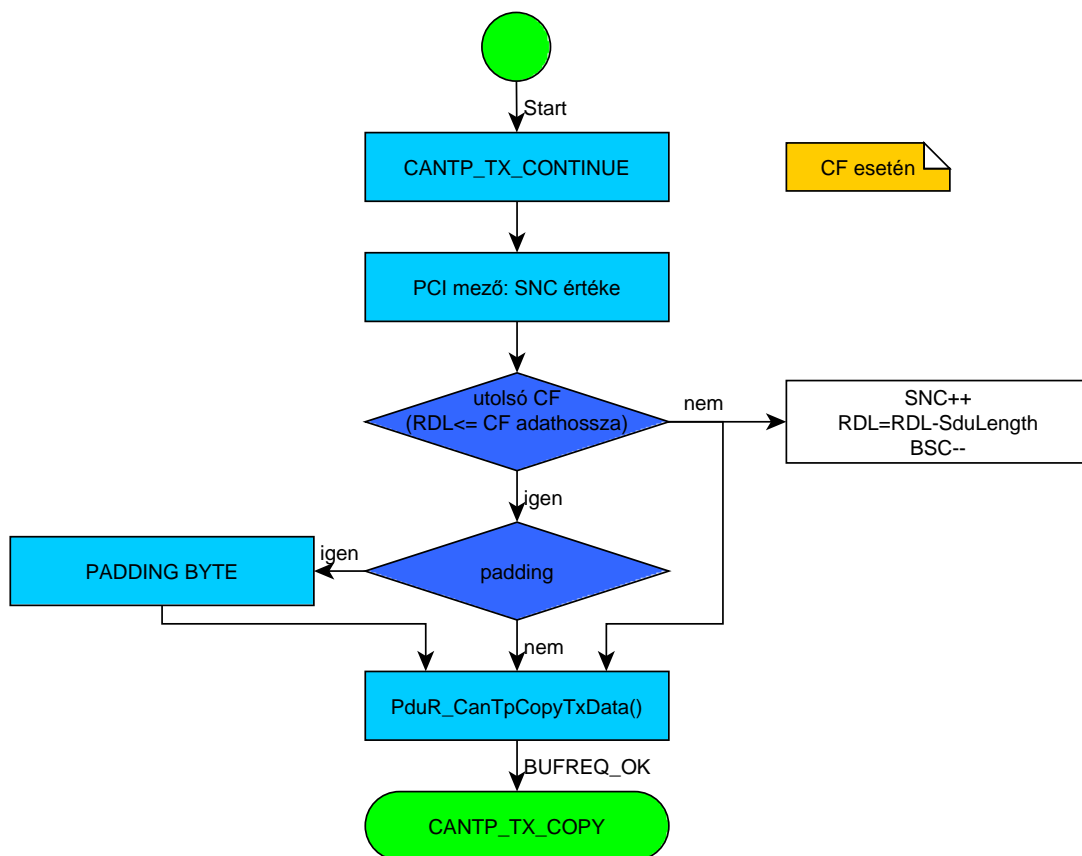 Start
CANTP_TX_CONTINUE
CF esetén
PCI mező: SNC értéke
utolsó CF
(RDL<= CF adathossza)
nem
SNC++
RDL=RDL-SduLength
BSC--
igen
igen
PADDING BYTE
padding
nem
PduR_CanTpCopyTxData()
BUFREQ_OK
CANTP_TX_COPY